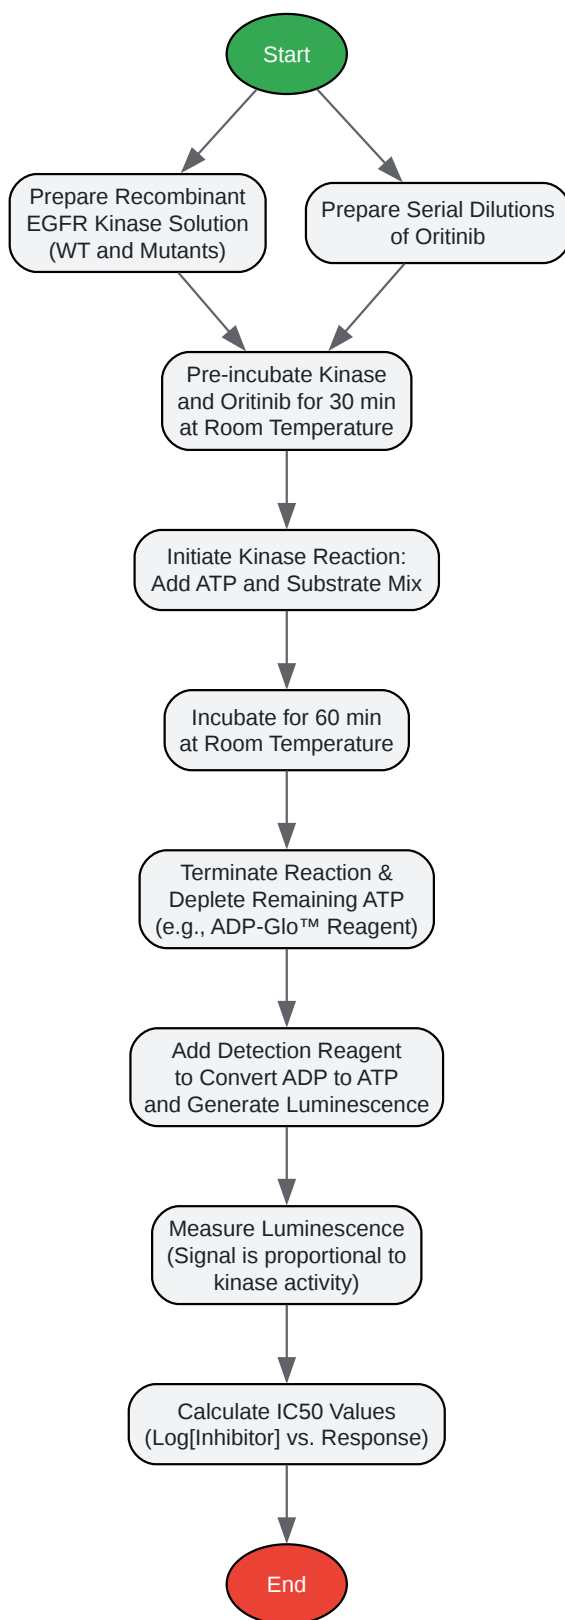 Start
Prepare Recombinant
EGFR Kinase Solution
(WT and Mutants)
Prepare Serial Dilutions
of Oritinib
Pre-incubate Kinase
and Oritinib for 30 min
at Room Temperature
Initiate Kinase Reaction:
Add ATP and Substrate Mix
Incubate for 60 min
at Room Temperature
Terminate Reaction &
Deplete Remaining ATP
(e.g., ADP-Glo™ Reagent)
Add Detection Reagent
to Convert ADP to ATP
and Generate Luminescence
Measure Luminescence
(Signal is proportional to
kinase activity)
Calculate IC50 Values
(Log[Inhibitor] vs. Response)
End